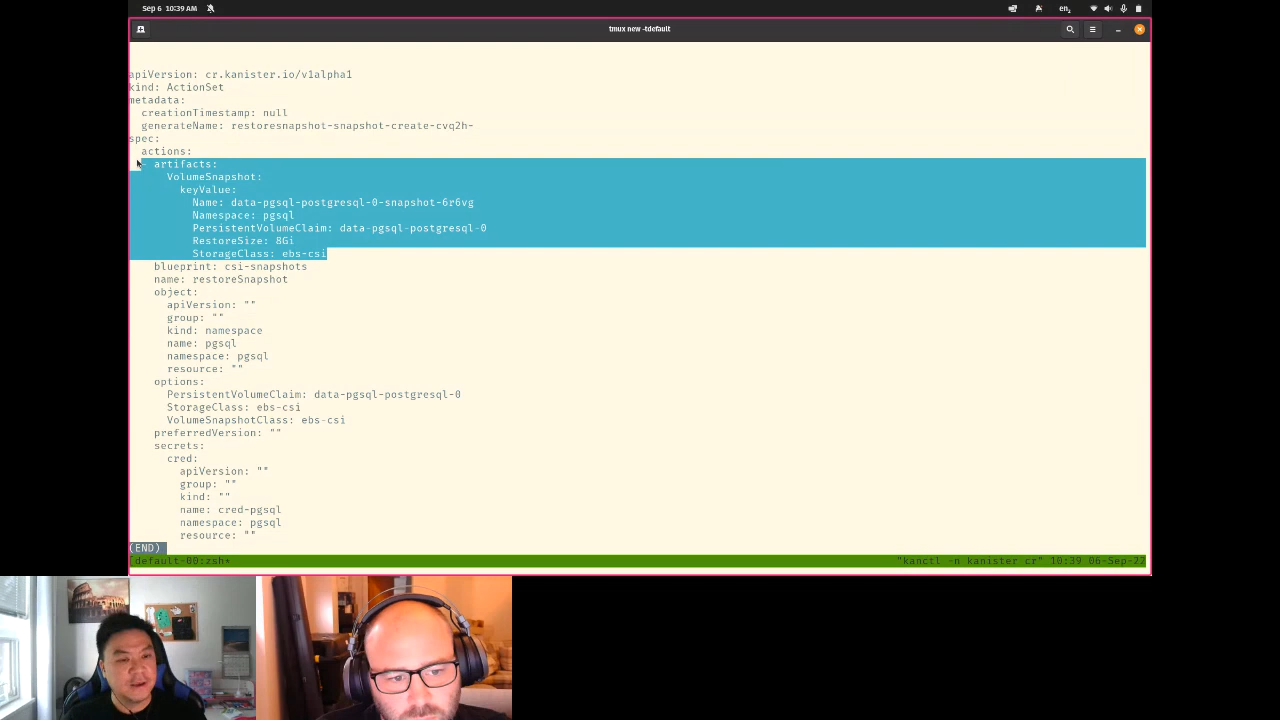 Sep 6 10:39 AM
en₂
tmux new -tdefault
apiVersion: cr.kanister.io/v1alpha1
kind: ActionSet
metadata:
  creationTimestamp: null
  generateName: restoresnapshot-snapshot-create-cvq2h-
spec:
  actions:
  - artifacts:
      VolumeSnapshot:
        keyValue:
          Name: data-pgsql-postgresql-0-snapshot-6r6vg
          Namespace: pgsql
          PersistentVolumeClaim: data-pgsql-postgresql-0
          RestoreSize: 8Gi
          StorageClass: ebs-csi
    blueprint: csi-snapshots
    name: restoreSnapshot
    object:
      apiVersion: ""
      group: ""
      kind: namespace
      name: pgsql
      namespace: pgsql
      resource: ""
    options:
      PersistentVolumeClaim: data-pgsql-postgresql-0
      StorageClass: ebs-csi
      VolumeSnapshotClass: ebs-csi
    preferredVersion: ""
    secrets:
      cred:
        apiVersion: ""
        group: ""
        kind: ""
        name: cred-pgsql
        namespace: pgsql
        resource: ""
(END)
[default-00:zsh* "kanctl -n kanister cr" 10:39 06-Sep-22